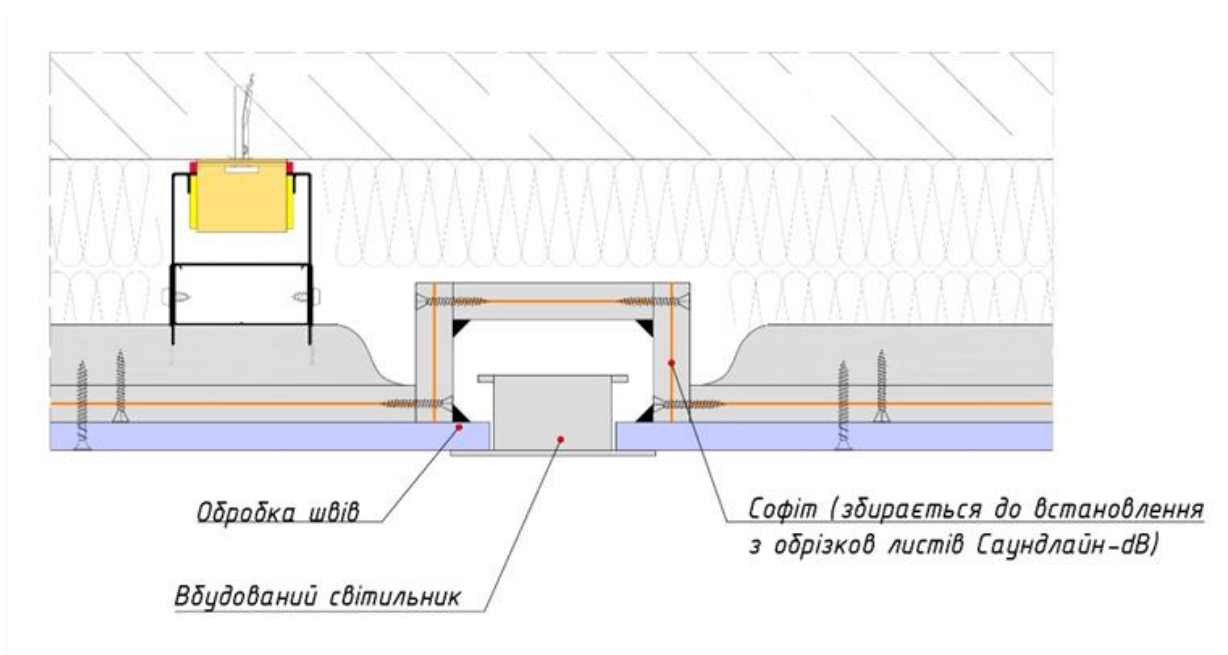 Обробка швів
Софіт (збирається до встановлення
з обрізков листів Саундлайн-dB)
Вбудований світильник